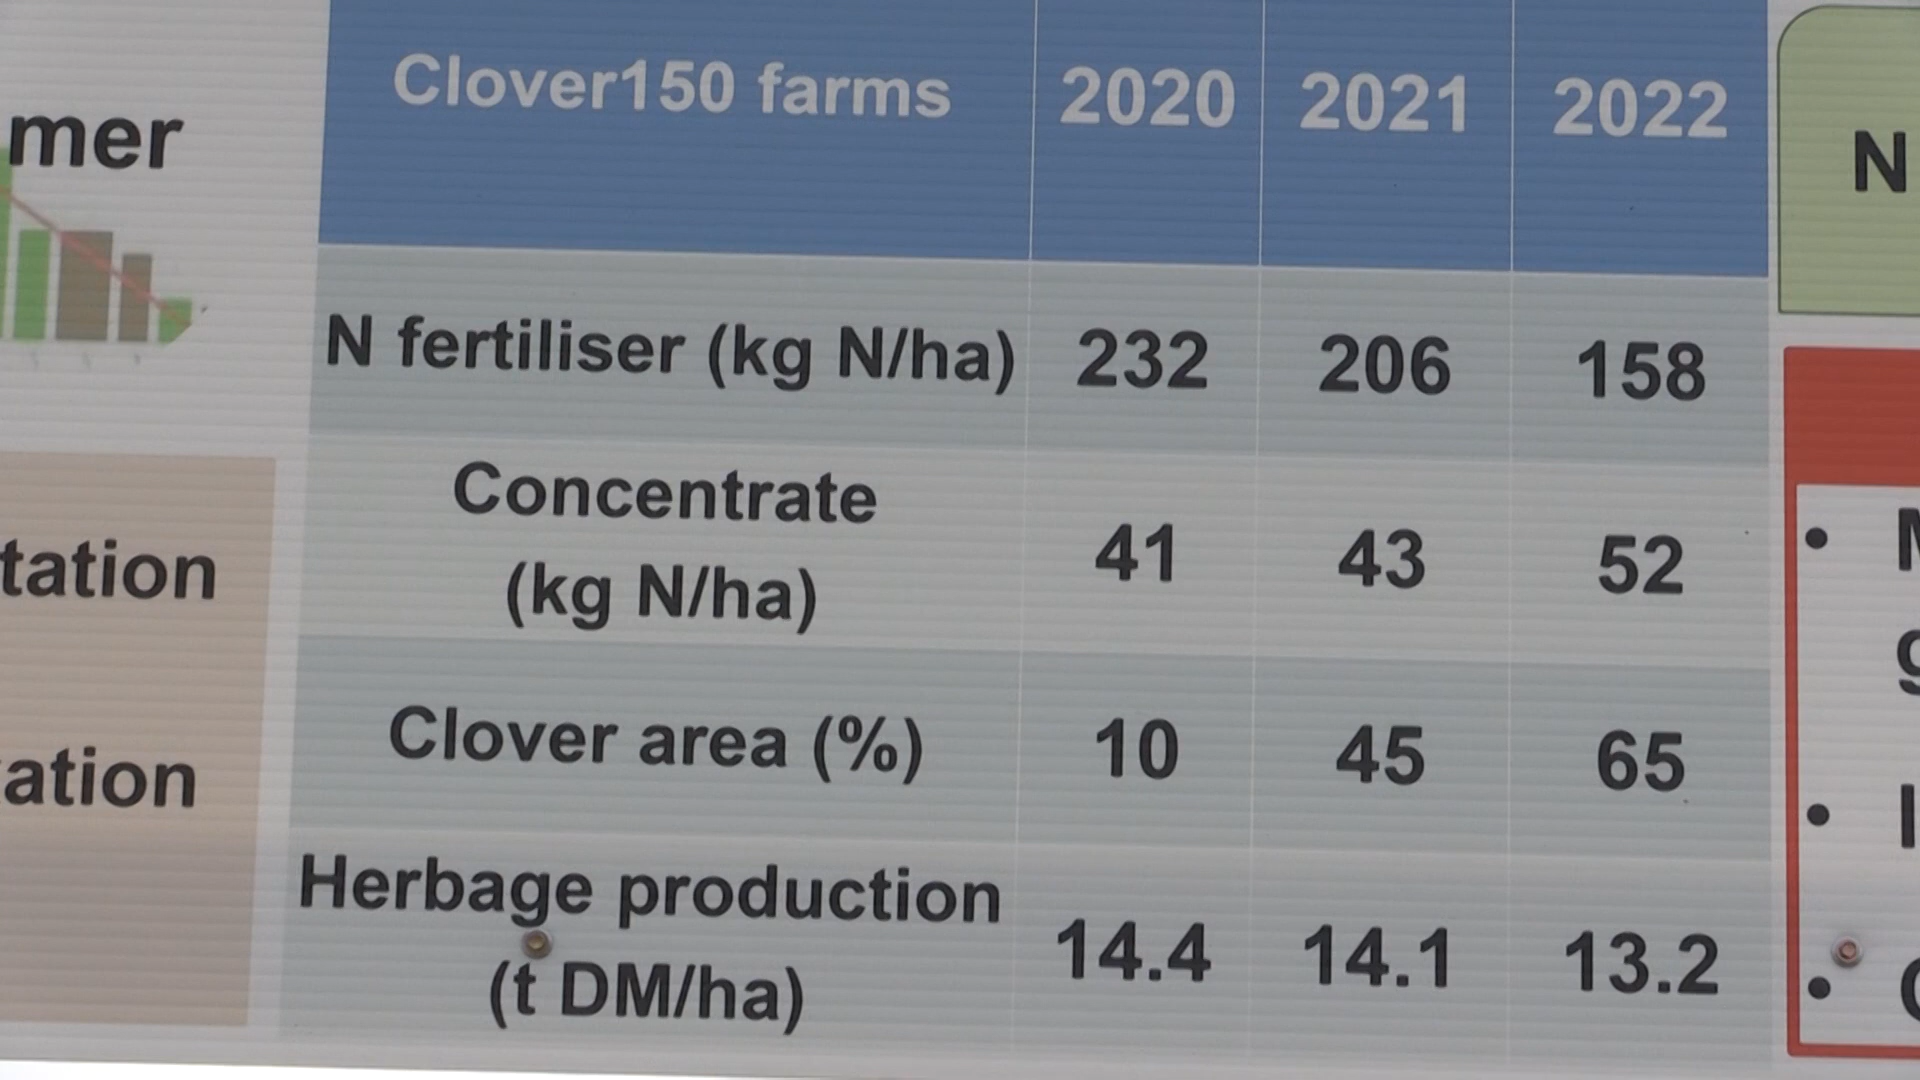 mer
tation
ation
Clover150 farms 2020 2021 2022
N fertiliser (kg N/ha) 232 206 158
Concentrate
(kg N/ha) 41 43 52
Clover area (%) 10 45 65
Herbage production
(t DM/ha) 14.4 14.1 13.2
N
•
•
•